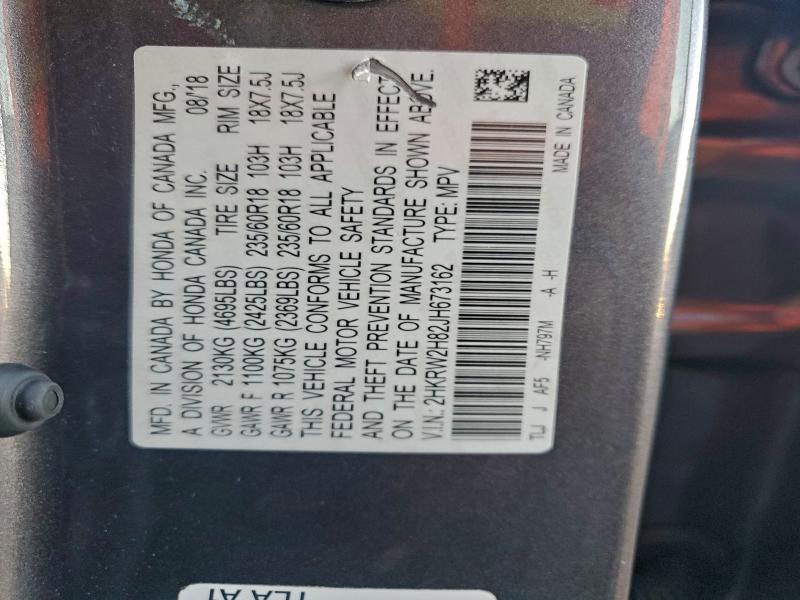 MFD. IN CANADA BY HONDA OF CANADA MFG.,
A DIVISION OF HONDA CANADA INC. 08/18
GVWR 2130KG (4695LBS) TIRE SIZE RIM SIZE
GAWR F 1100KG (2425LBS) 235/60R18 103H 18X7.5J
GAWR R 1075KG (2369LBS) 235/60R18 103H 18X7.5J
THIS VEHICLE CONFORMS TO ALL APPLICABLE
FEDERAL MOTOR VEHICLE SAFETY
AND THEFT PREVENTION STANDARDS IN EFFECT
ON THE DATE OF MANUFACTURE SHOWN ABOVE.
V.I.N.: 2HKRW2H82JH673162 TYPE: MPV
TLJ J AF5 -NH797M -A -H MADE IN CANADA